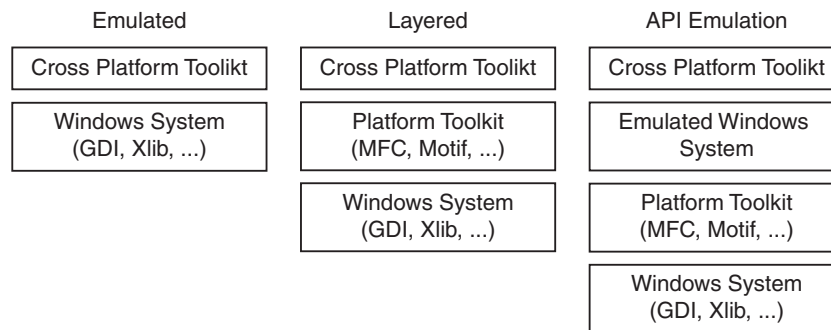 Emulated
Cross Platform Toolikt
Windows System
(GDI, Xlib, ...)
Layered
Cross Platform Toolikt
Platform Toolkit
(MFC, Motif, ...)
Windows System
(GDI, Xlib, ...)
API Emulation
Cross Platform Toolikt
Emulated Windows
System
Platform Toolkit
(MFC, Motif, ...)
Windows System
(GDI, Xlib, ...)